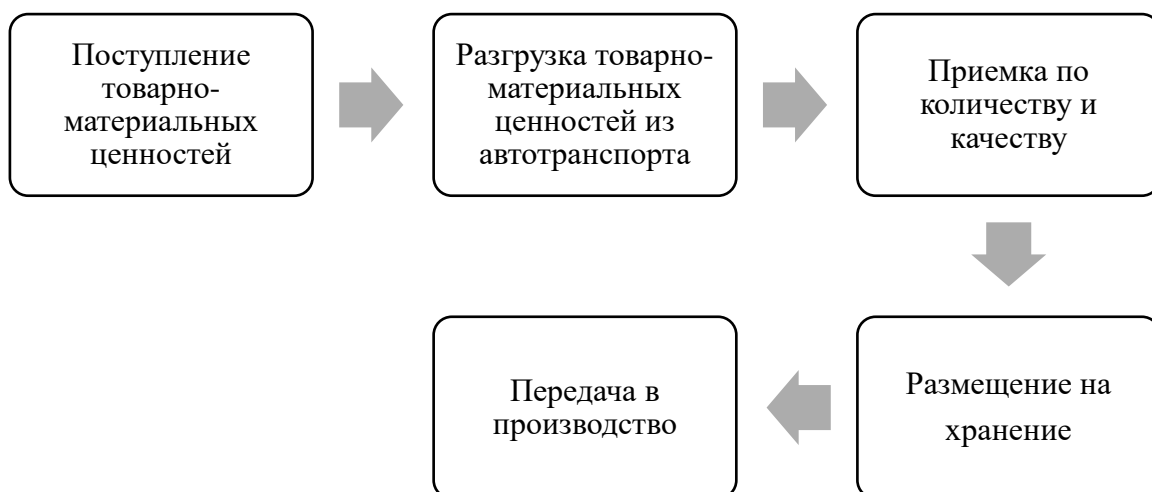 Поступление
товарно-
материальных
ценностей
Разгрузка товарно-
материальных
ценностей из
автотранспорта
Приемка по
количеству и
качеству
Размещение на
хранение
Передача в
производство